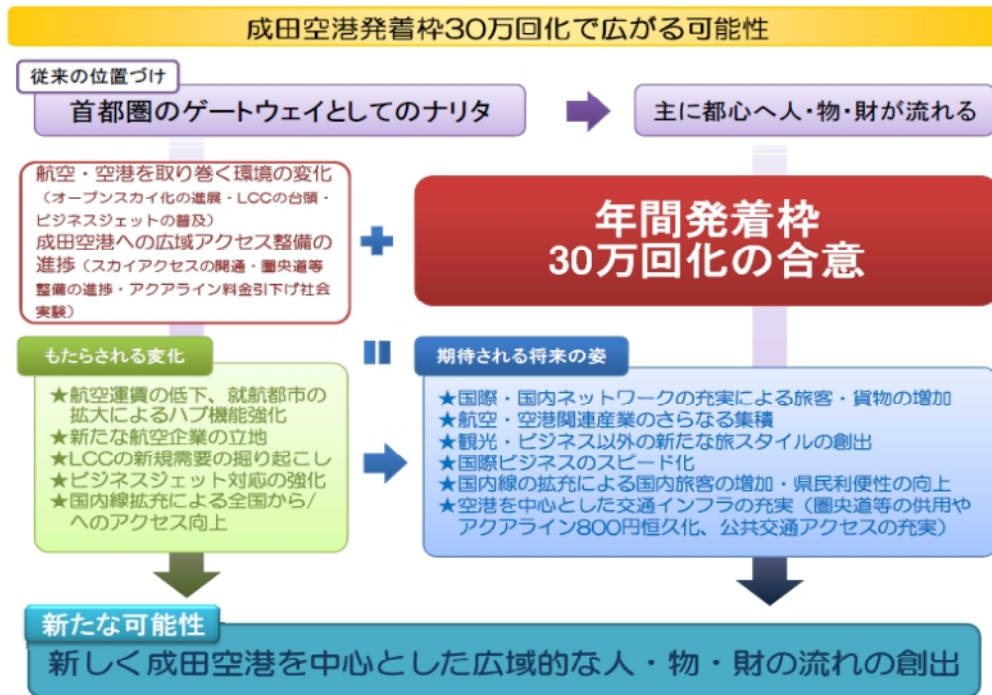 成田空港発着枠30万回化で広がる可能性
従来の位置づけ
首都圏のゲートウェイとしてのナリタ
主に都心へ人・物・財が流れる
航空・空港を取り巻く環境の変化
（オープンスカイ化の進展・LCCの台頭・
ビジネスジェットの普及）
成田空港への広域アクセス整備の
進捗（スカイアクセスの開通・圏央道等
整備の進捗・アクアライン料金引下げ社会
実験）
年間発着枠
30万回化の合意
もたらされる変化
★航空運賃の低下、就航都市の
拡大によるハブ機能強化
★新たな航空企業の立地
★LCCの新規需要の掘り起こし
★ビジネスジェット対応の強化
★国内線拡充による全国から/
へのアクセス向上
期待される将来の姿
★国際・国内ネットワークの充実による旅客・貨物の増加
★航空・空港関連産業のさらなる集積
★観光・ビジネス以外の新たな旅スタイルの創出
★国際ビジネスのスピード化
★国内線の拡充による国内旅客の増加・県民利便性の向上
★空港を中心とした交通インフラの充実（圏央道等の供用や
アクアライン800円恒久化、公共交通アクセスの充実）
新たな可能性
新しく成田空港を中心とした広域的な人・物・財の流れの創出